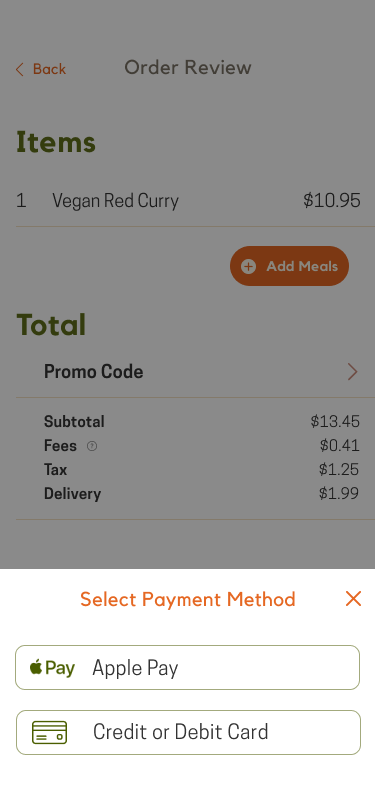 Back
Order Review
Items
1 Vegan Red Curry $10.95
Add Meals
Total
Promo Code
Subtotal $13.45
Fees ? $0.41
Tax $1.25
Delivery $1.99
Select Payment Method
Pay Apple Pay
Credit or Debit Card